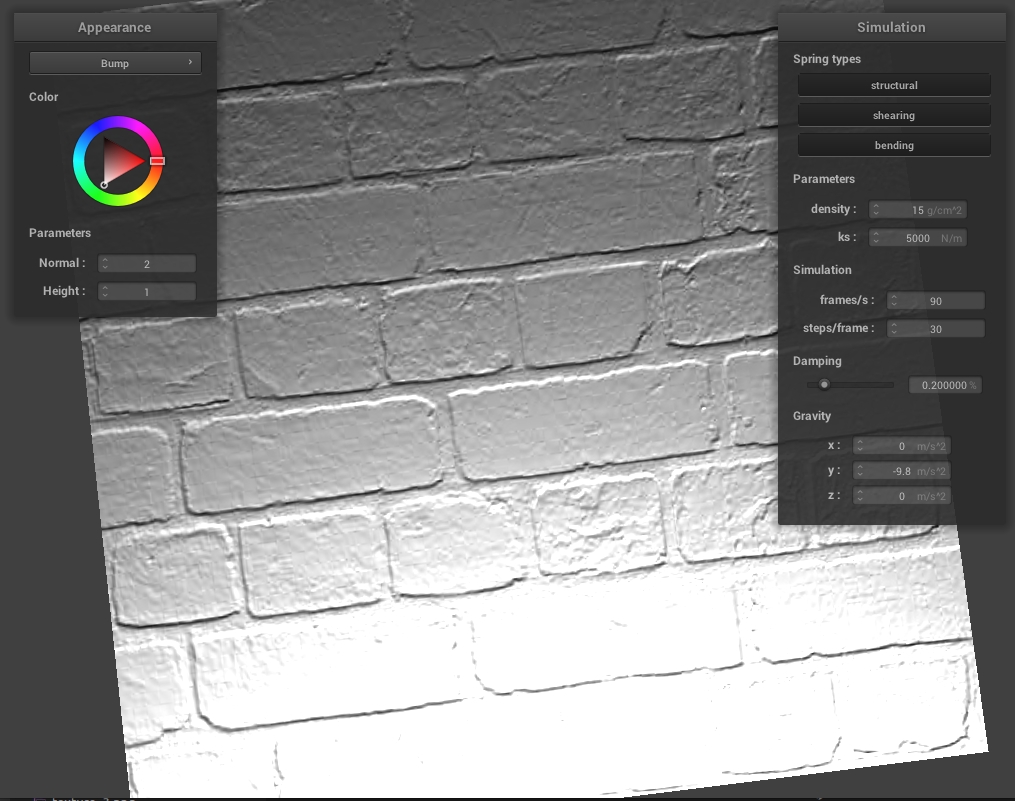 Appearance
Bump
Color
Parameters
Normal : 2
Height : 1
Simulation
Spring types
structural
shearing
bending
Parameters
density : 15 g/cm^2
ks : 5000 N/m
Simulation
frames/s : 90
steps/frame : 30
Damping
0.200000 %
Gravity
x : 0 m/s^2
y : -9.8 m/s^2
z : 0 m/s^2